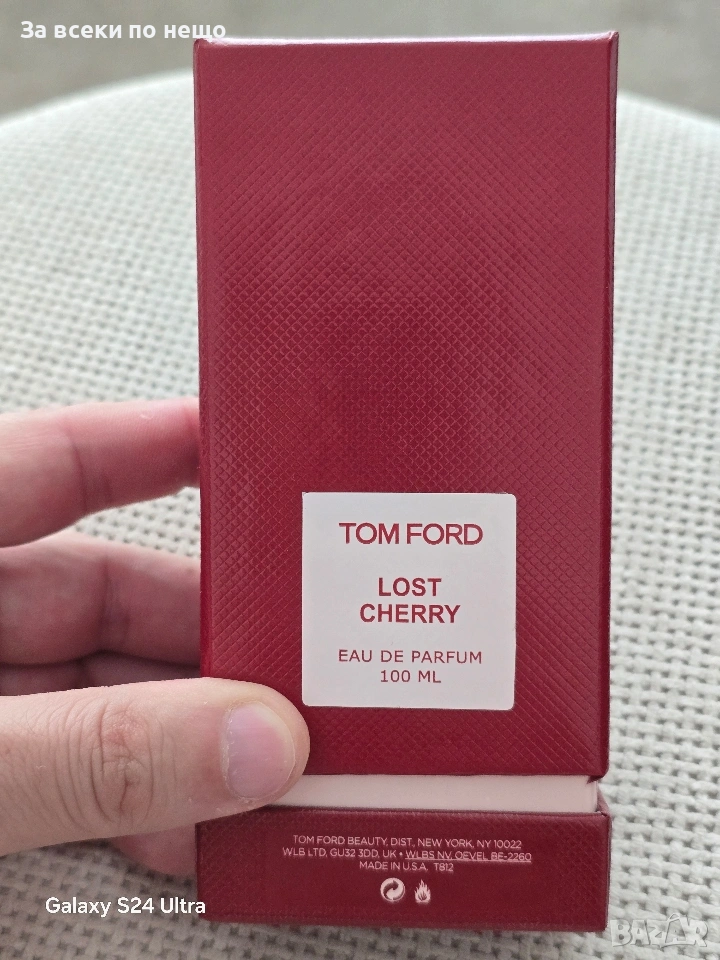 За всеки по нещо
TOM FORD
LOST
CHERRY
EAU DE PARFUM
100 ML
TOM FORD BEAUTY, DIST., NEW YORK, NY 10022
WLB LTD, GU32 3DD, UK • WLBS NV, OEVEL BE-2260
MADE IN U.S.A. T812
Galaxy S24 Ultra
BAZAR